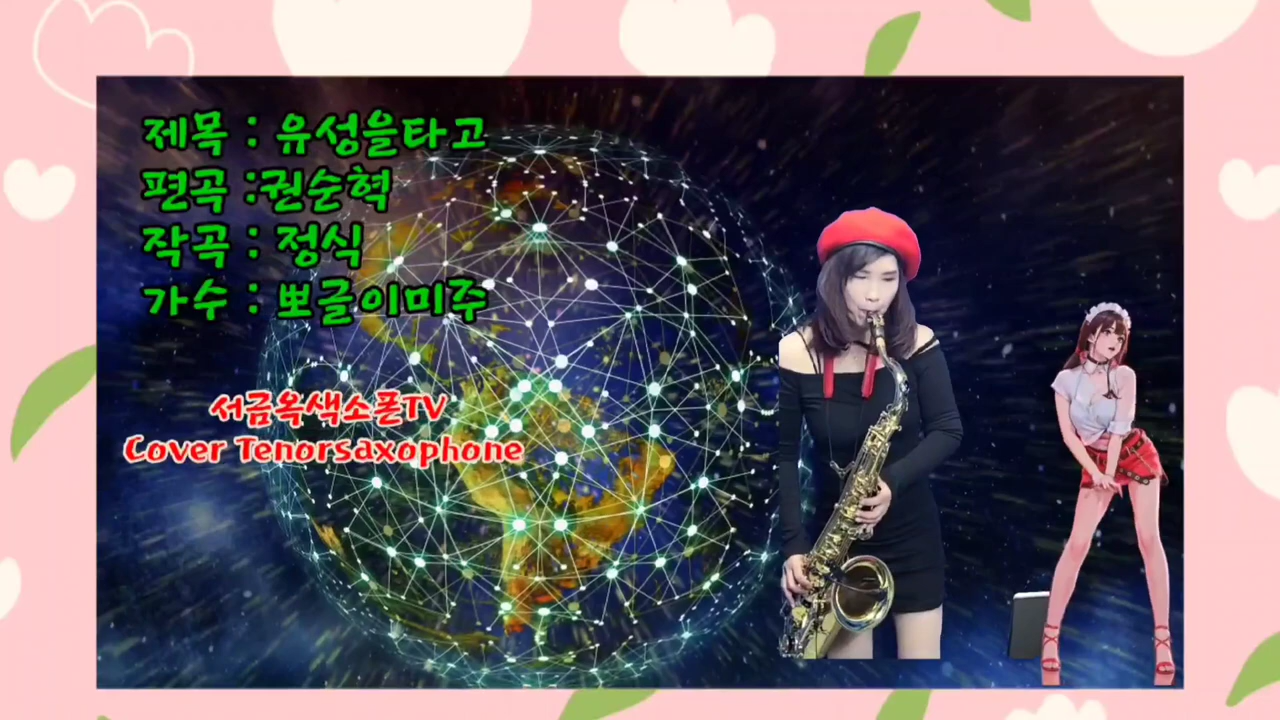 제목 : 유성을타고
편곡 :권순혁
작곡 : 정식
가수 : 뽀글이미주
서금옥색소폰TV
Cover Tenorsaxophone